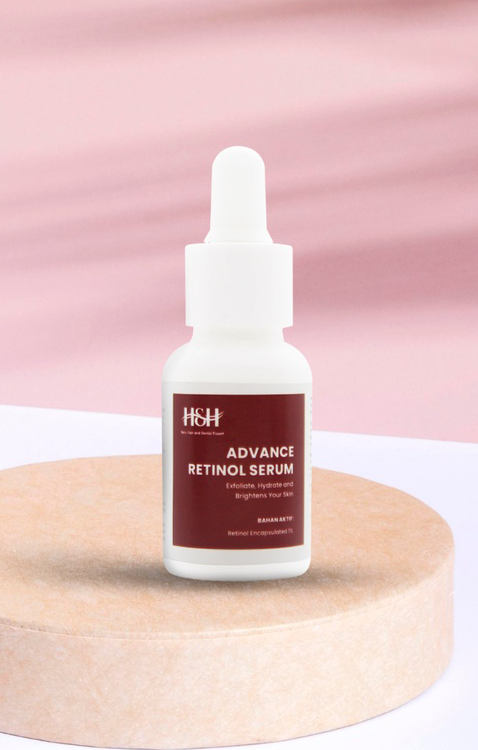 HSH
ADVANCE
RETINOL SERUM
Exfoliate, Hydrate and
Brightens Your Skin
BAHAN AKTIF
Retinol Encapsulated 1%